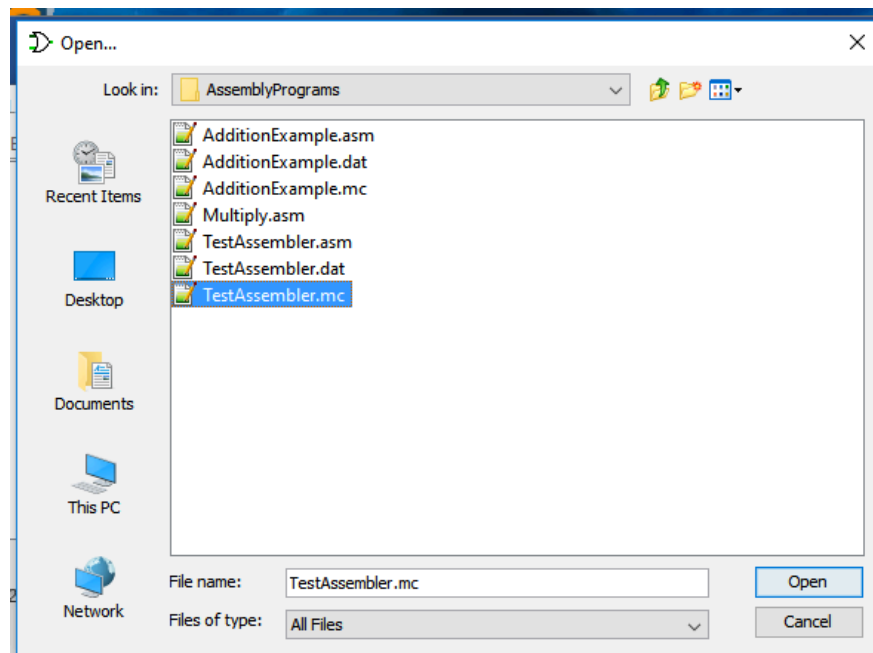 Open...
Look in:
AssemblyPrograms
AdditionExample.asm
AdditionExample.dat
AdditionExample.mc
Multiply.asm
TestAssembler.asm
TestAssembler.dat
TestAssembler.mc
Recent Items
Desktop
Documents
This PC
Network
File name:
TestAssembler.mc
Open
Files of type:
All Files
Cancel